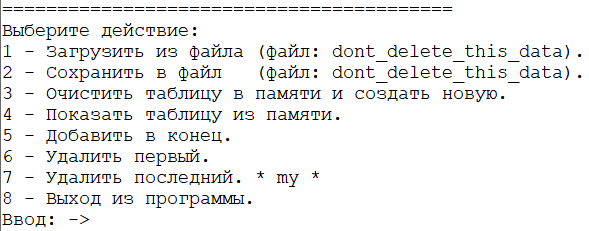 =========================================
Выберите действие:
1 - Загрузить из файла (файл: dont_delete_this_data).
2 - Сохранить в файл   (файл: dont_delete_this_data).
3 - Очистить таблицу в памяти и создать новую.
4 - Показать таблицу из памяти.
5 - Добавить в конец.
6 - Удалить первый.
7 - Удалить последний. * my *
8 - Выход из программы.
Ввод: ->